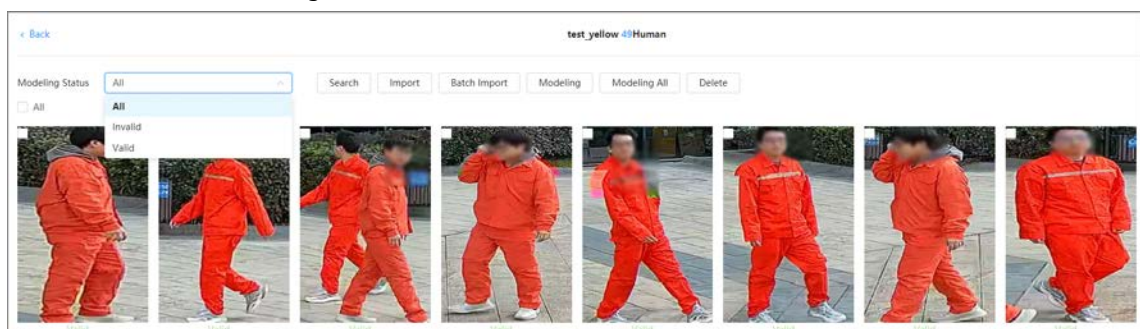 ‹ Back
test_yellow 49Human
Modeling Status All Search Import Batch Import Modeling Modeling All Delete
All
All
Invalid
Valid